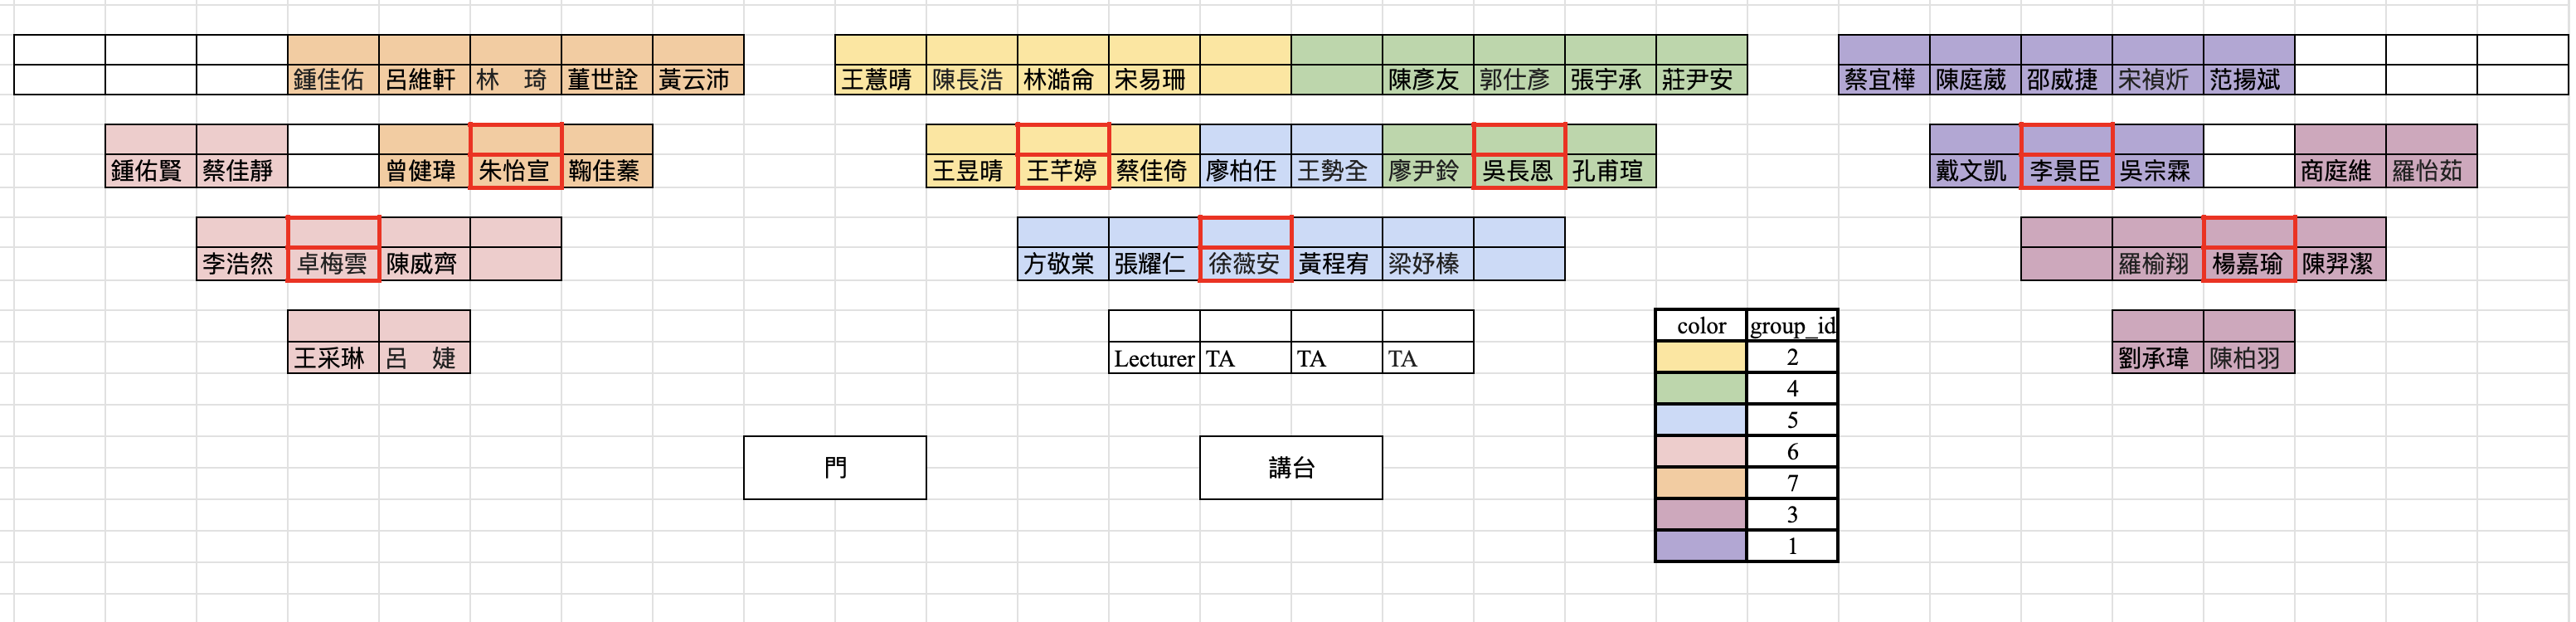 鍾佳佑 呂維軒 林　琦 董世詮 黃云沛 王薏晴 陳長浩 林澔侖 宋易珊 陳彥友 郭仕彥 張宇承 莊尹安 蔡宜樺 陳庭葳 邵威捷 宋禎炘 范揚斌
鍾佑賢 蔡佳靜 曾健瑋 朱怡宣 鞠佳蓁 王昱晴 王芊婷 蔡佳倚 廖柏任 王勢全 廖尹鈴 吳長恩 孔甫瑄 戴文凱 李景臣 吳宗霖 商庭維 羅怡茹
李浩然 卓梅雲 陳威齊 方敬棠 張耀仁 徐薇安 黃程宥 梁妤榛 羅榆翔 楊嘉瑜 陳羿潔
color group_id
王采琳 呂　婕 Lecturer TA TA TA 2 劉承瑋 陳柏羽
4
5
門 講台 6
7
3
1